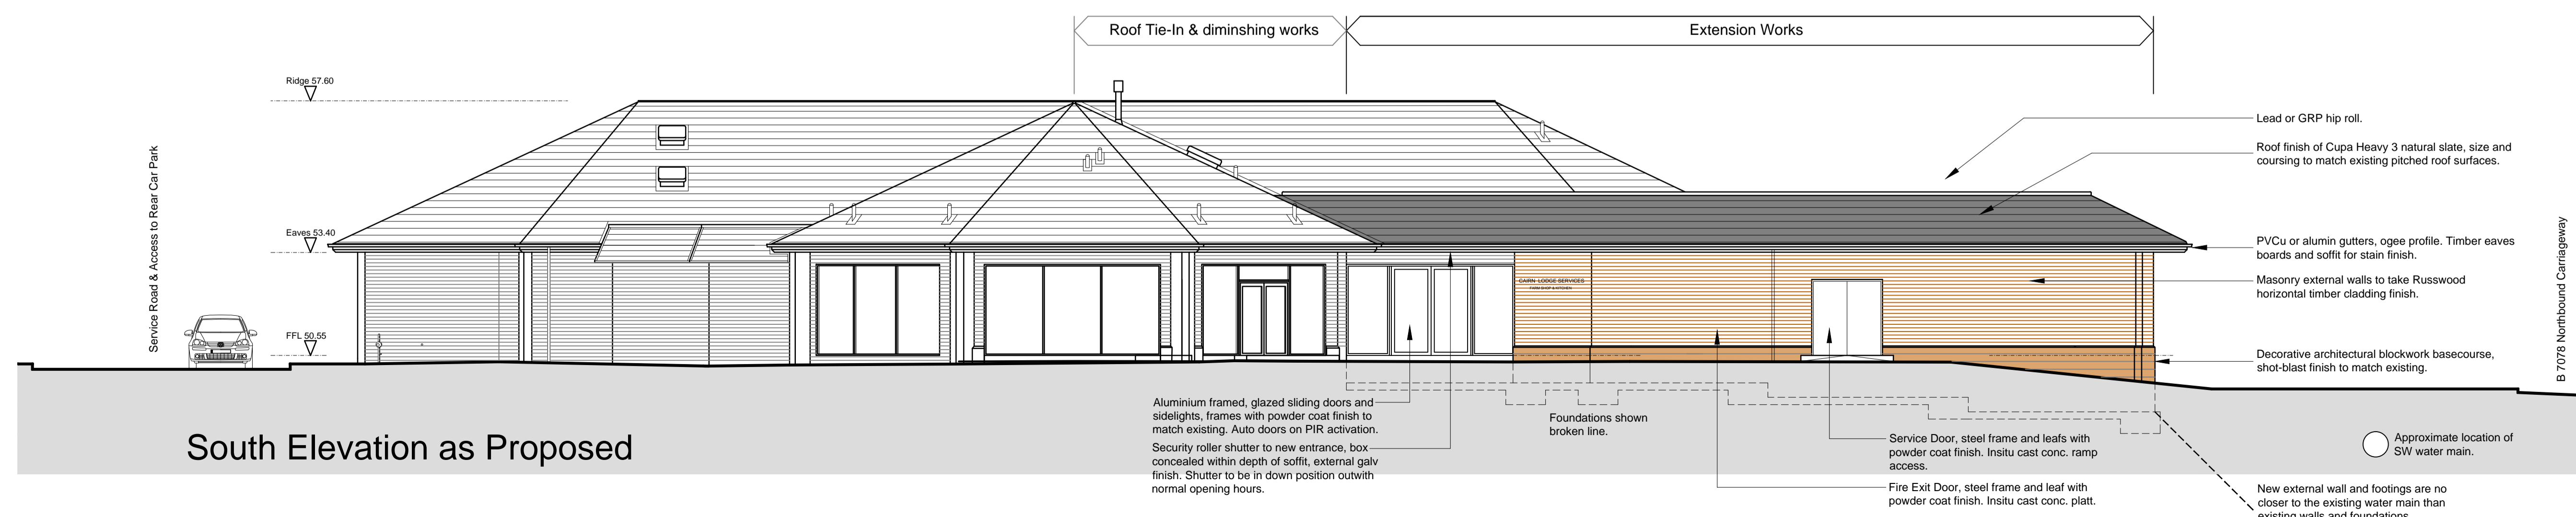 Roof Tie-In & diminshing works
Extension Works
Ridge 57.60
Eaves 53.40
FFL 50.55
Service Road & Access to Rear Car Park
CAIRN LODGE SERVICES
FARM SHOP & KITCHEN
Lead or GRP hip roll.
Roof finish of Cupa Heavy 3 natural slate, size and
coursing to match existing pitched roof surfaces.
PVCu or alumin gutters, ogee profile. Timber eaves
boards and soffit for stain finish.
Masonry external walls to take Russwood
horizontal timber cladding finish.
Decorative architectural blockwork basecourse,
shot-blast finish to match existing.
B 7078 Northbound Carriageway
Aluminium framed, glazed sliding doors and
sidelights, frames with powder coat finish to
match existing. Auto doors on PIR activation.
Security roller shutter to new entrance, box
concealed within depth of soffit, external galv
finish. Shutter to be in down position outwith
normal opening hours.
Foundations shown
broken line.
Service Door, steel frame and leafs with
powder coat finish. Insitu cast conc. ramp
access.
Fire Exit Door, steel frame and leaf with
powder coat finish. Insitu cast conc. platt.
Approximate location of
SW water main.
New external wall and footings are no
closer to the existing water main than
existing walls and foundations
South Elevation as Proposed